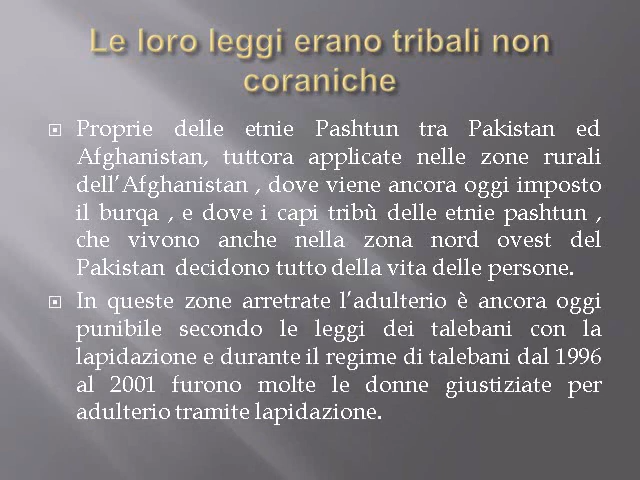 Le loro leggi erano tribali non
coraniche
Proprie delle etnie Pashtun tra Pakistan ed
Afghanistan, tuttora applicate nelle zone rurali
dell'Afghanistan , dove viene ancora oggi imposto
il burqa , e dove i capi tribù delle etnie pashtun ,
che vivono anche nella zona nord ovest del
Pakistan decidono tutto della vita delle persone.
In queste zone arretrate l'adulterio è ancora oggi
punibile secondo le leggi dei talebani con la
lapidazione e durante il regime di talebani dal 1996
al 2001 furono molte le donne giustiziate per
adulterio tramite lapidazione.